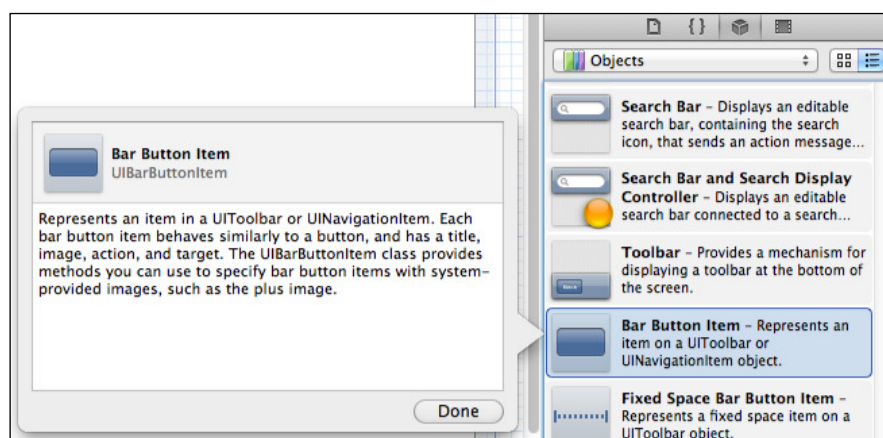 Bar Button Item
UIBarButtonItem
Represents an item in a UIToolbar or UINavigationItem. Each
bar button item behaves similarly to a button, and has a title,
image, action, and target. The UIBarButtonItem class provides
methods you can use to specify bar button items with system-
provided images, such as the plus image.
Done
{ }
Objects
Search Bar – Displays an editable
search bar, containing the search
icon, that sends an action message...
Search Bar and Search Display
Controller – Displays an editable
search bar connected to a search...
Toolbar – Provides a mechanism for
displaying a toolbar at the bottom of
the screen.
Bar Button Item – Represents an
item on a UIToolbar or
UINavigationItem object.
Fixed Space Bar Button Item –
Represents a fixed space item on a
UIToolbar object.